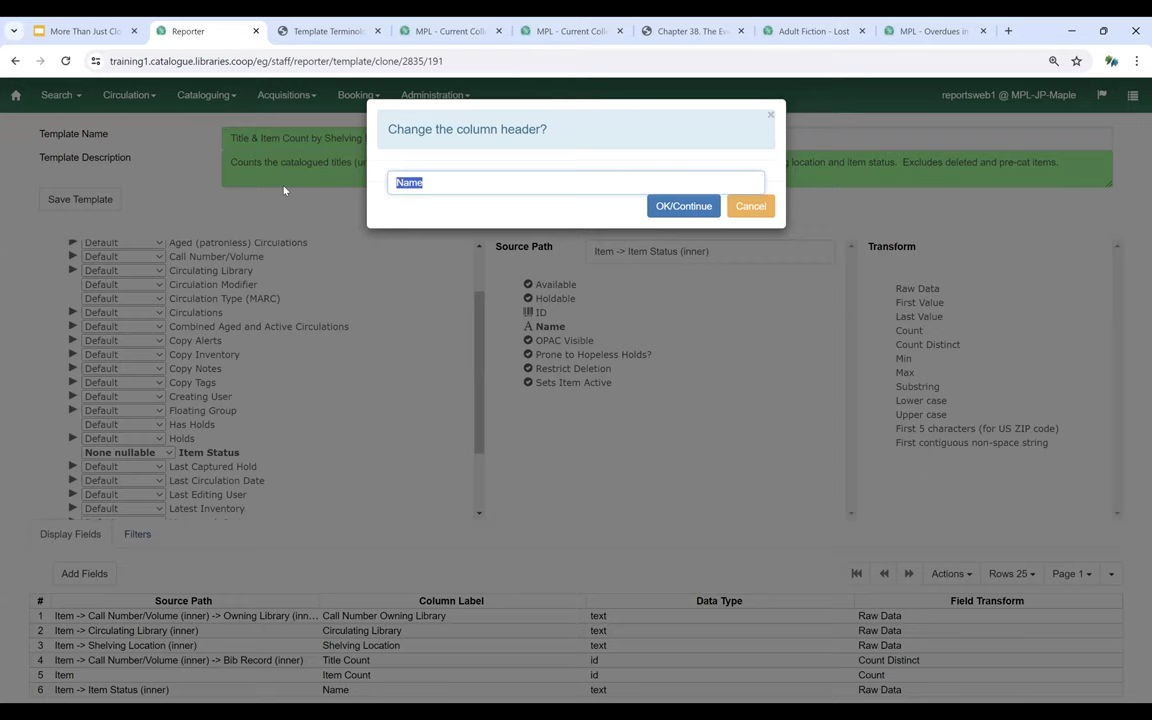 More Than Just Clo
Reporter
Template Terminolo
MPL - Current Coll
MPL - Current Coll
Chapter 38. The Ev
Adult Fiction - Lost
MPL - Overdues in
training1.catalogue.libraries.coop/eg/staff/reporter/template/clone/2835/191
Search Circulation Cataloguing Acquisitions Booking Administration reportsweb1 @ MPL-JP-Maple
Change the column header?
×
Template Name
Title & Item Count by Shelving
Template Description
Counts the catalogued titles (un
location and item status. Excludes deleted and pre-cat items.
Name
Save Template
OK/Continue Cancel
Default Aged (patronless) Circulations
Default Call Number/Volume
Default Circulating Library
Default Circulation Modifier
Default Circulation Type (MARC)
Default Circulations
Default Combined Aged and Active Circulations
Default Copy Alerts
Default Copy Inventory
Default Copy Notes
Default Copy Tags
Default Creating User
Default Floating Group
Default Has Holds
Default Holds
None nullable Item Status
Default Last Captured Hold
Default Last Circulation Date
Default Last Editing User
Default Latest Inventory
Source Path Item -> Item Status (inner)
Available
Holdable
ID
A Name
OPAC Visible
Prone to Hopeless Holds?
Restrict Deletion
Sets Item Active
Transform
Raw Data
First Value
Last Value
Count
Count Distinct
Min
Max
Substring
Lower case
Upper case
First 5 characters (for US ZIP code)
First contiguous non-space string
Display Fields Filters
Add Fields Actions Rows 25 Page 1
# Source Path Column Label Data Type Field Transform
1 Item -> Call Number/Volume (inner) -> Owning Library (inn... Call Number Owning Library text Raw Data
2 Item -> Circulating Library (inner) Circulating Library text Raw Data
3 Item -> Shelving Location (inner) Shelving Location text Raw Data
4 Item -> Call Number/Volume (inner) -> Bib Record (inner) Title Count id Count Distinct
5 Item Item Count id Count
6 Item -> Item Status (inner) Name text Raw Data